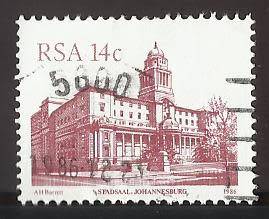 RSA 14c
5600
A H Barrett
STADSAAL, JOHANNESBURG
1986